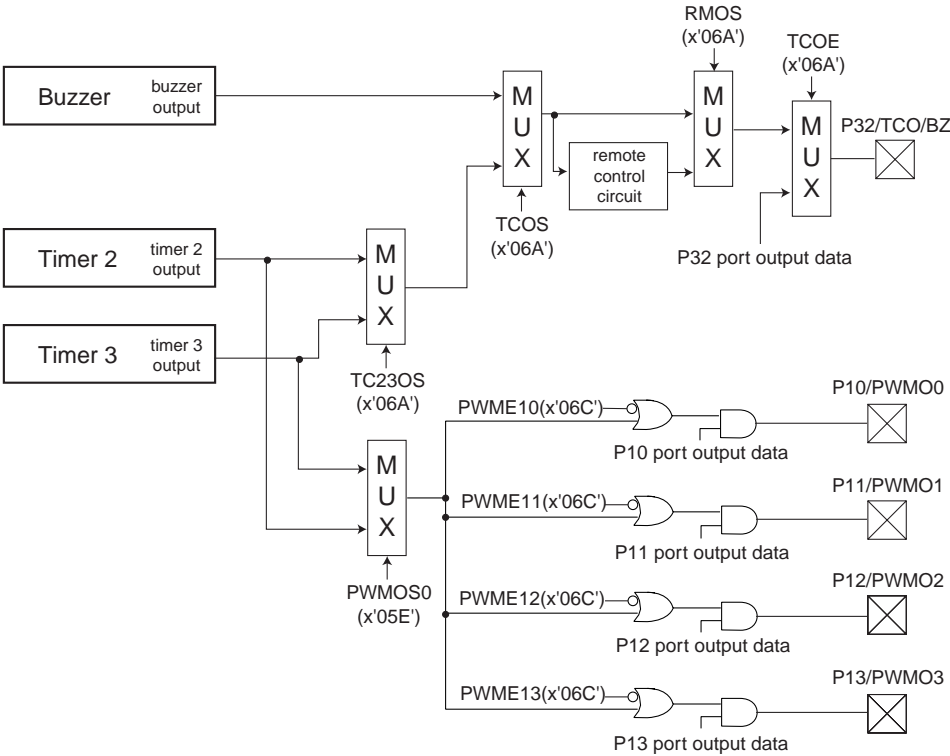 RMOS
(x'06A')
TCOE
(x'06A')
Buzzer
buzzer
output
M
U
X
M
U
X
M
U
X
P32/TCO/BZ
remote
control
circuit
TCOS
(x'06A')
P32 port output data
Timer 2
timer 2
output
M
U
X
Timer 3
timer 3
output
TC23OS
(x'06A')
M
U
X
PWMOS0
(x'05E')
PWME10(x'06C')
P10 port output data
P10/PWMO0
PWME11(x'06C')
P11 port output data
P11/PWMO1
PWME12(x'06C')
P12 port output data
P12/PWMO2
PWME13(x'06C')
P13 port output data
P13/PWMO3